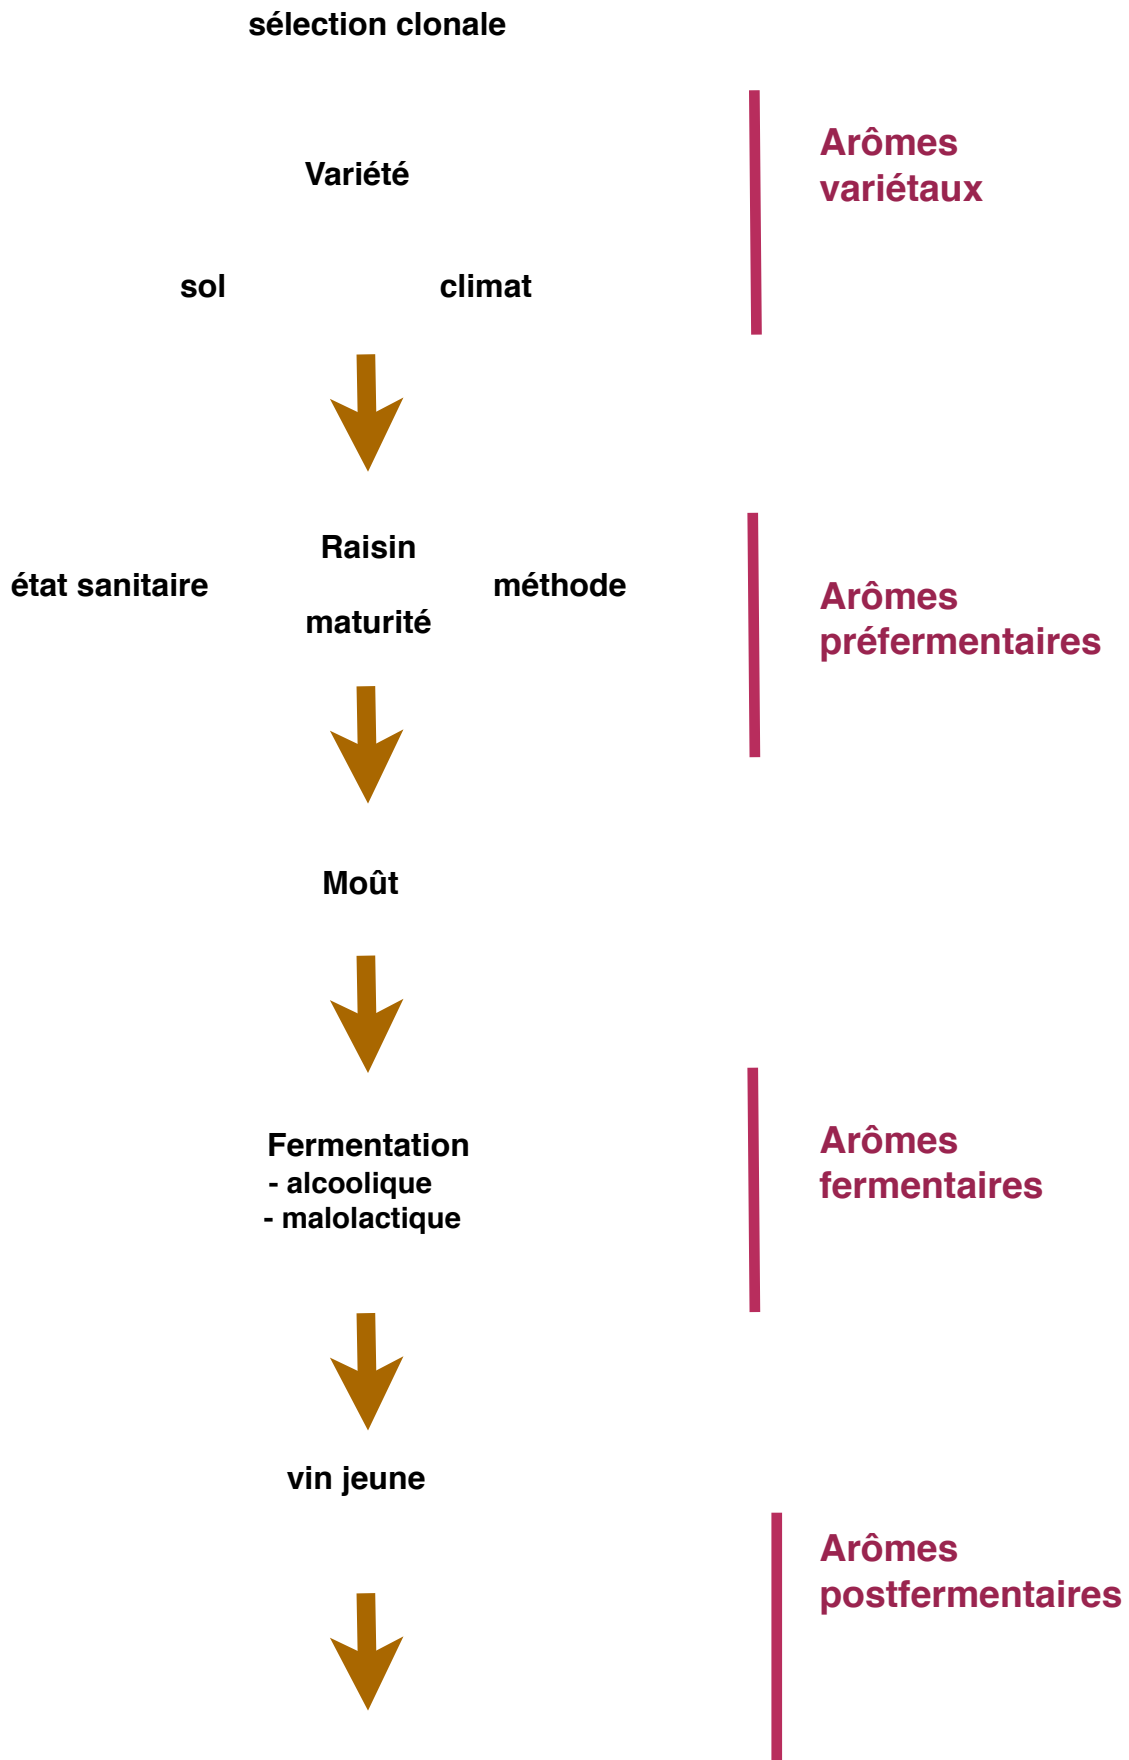 sélection clonale
Arômes
variétaux
Variété
sol climat
Raisin
état sanitaire méthode
maturité
Arômes
préfermentaires
Moût
Fermentation
- alcoolique
- malolactique
Arômes
fermentaires
vin jeune
Arômes
postfermentaires